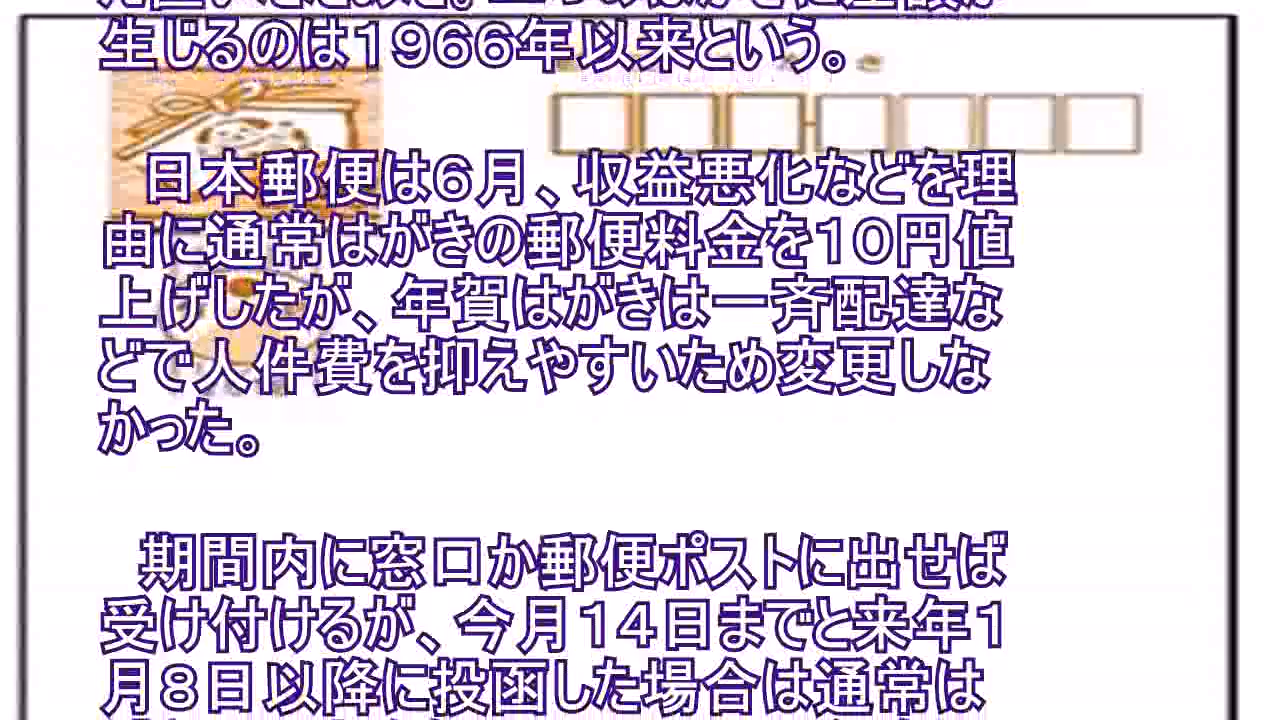 生じるのは１９６６年以来という。
日本郵便は６月、収益悪化などを理
由に通常はがきの郵便料金を１０円値
上げしたが、年賀はがきは一斉配達な
どで人件費を抑えやすいため変更しな
かった。
期間内に窓口か郵便ポストに出せば
受け付けるが、今月１４日までと来年１
月８日以降に投函した場合は通常は